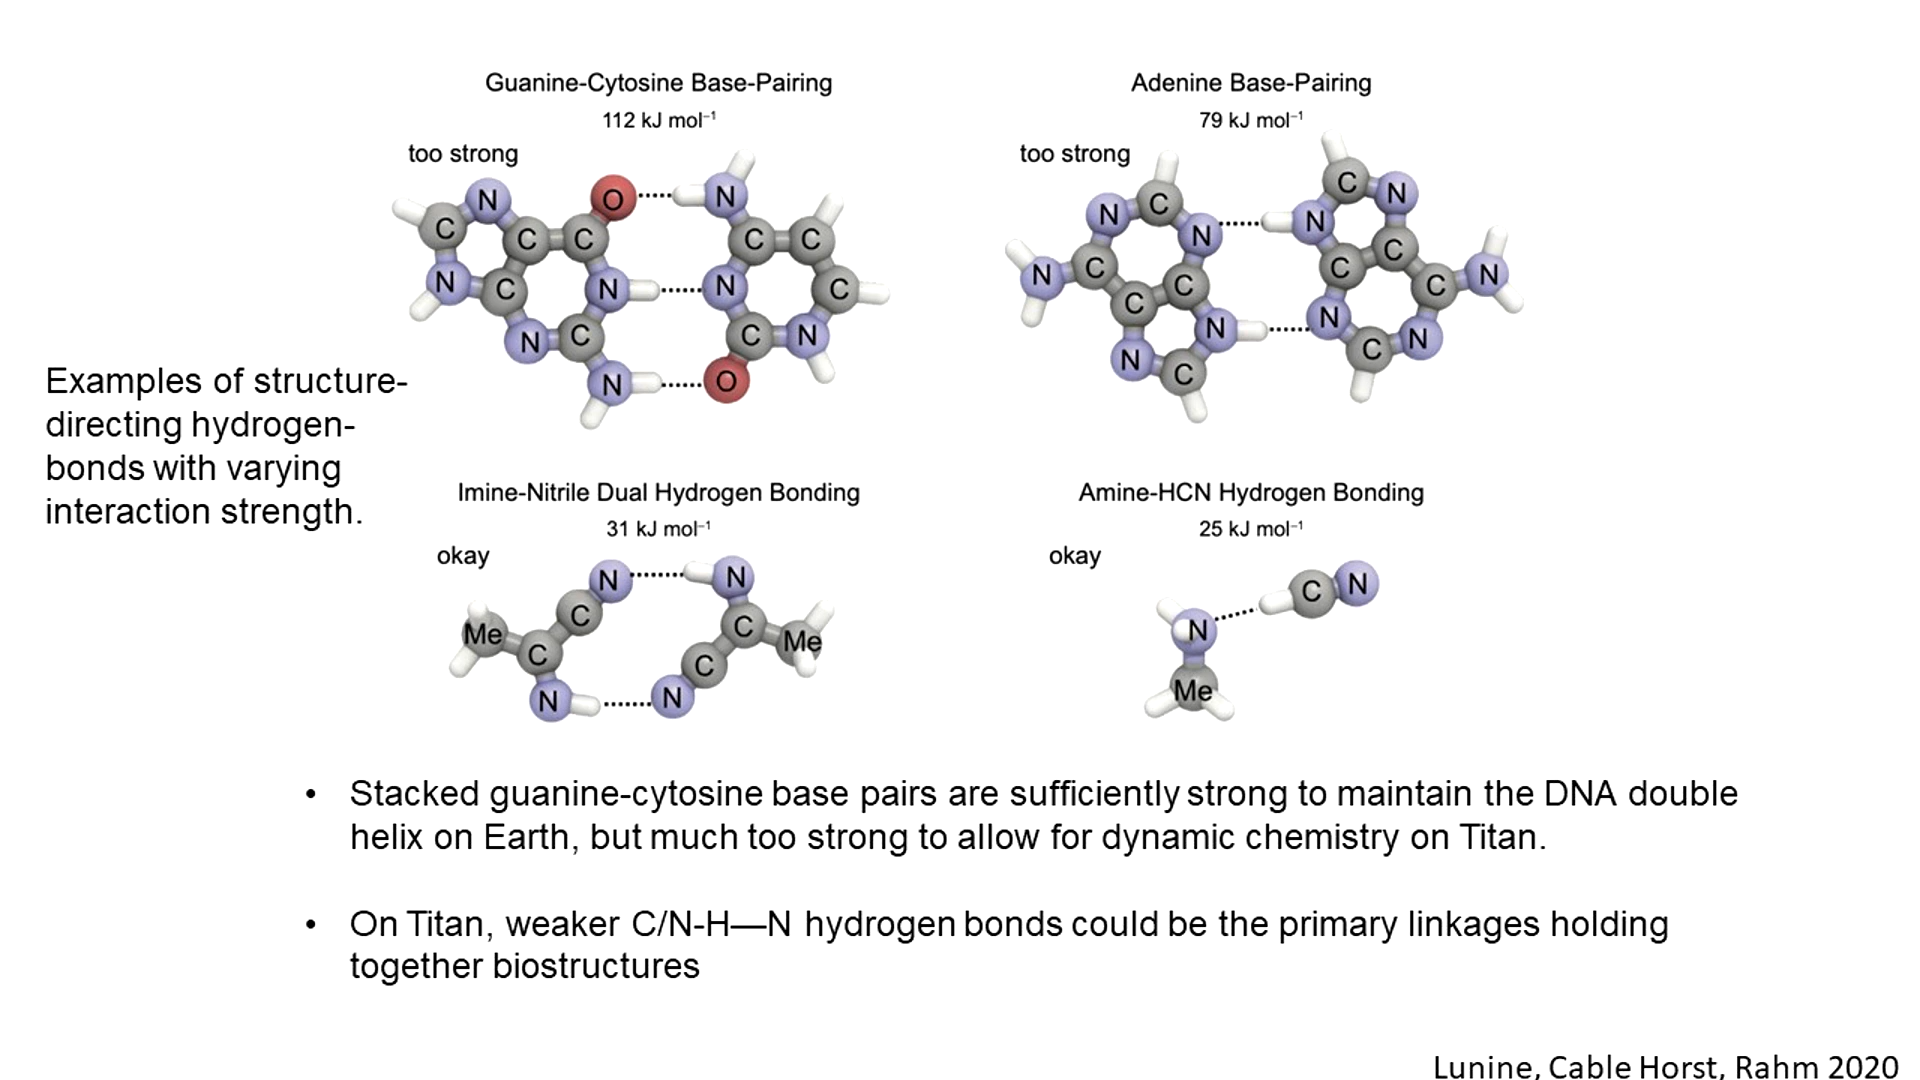 Guanine-Cytosine Base-Pairing
112 kJ mol⁻¹
too strong
N
O
N
C
C
C
C
C
N
C
N
N
C
N
C
C
N
N
O
Adenine Base-Pairing
79 kJ mol⁻¹
too strong
N
C
N
N
C
C
C
N
N
C
C
N
N
C
C
C
N
N
C
N
Examples of structure-
directing hydrogen-
bonds with varying
interaction strength.
Imine-Nitrile Dual Hydrogen Bonding
31 kJ mol⁻¹
okay
N
N
C
C
Me
Me
C
C
N
N
Amine-HCN Hydrogen Bonding
25 kJ mol⁻¹
okay
C
N
N
Me
• Stacked guanine-cytosine base pairs are sufficiently strong to maintain the DNA double
helix on Earth, but much too strong to allow for dynamic chemistry on Titan.
• On Titan, weaker C/N-H—N hydrogen bonds could be the primary linkages holding
together biostructures
Lunine, Cable Horst, Rahm 2020